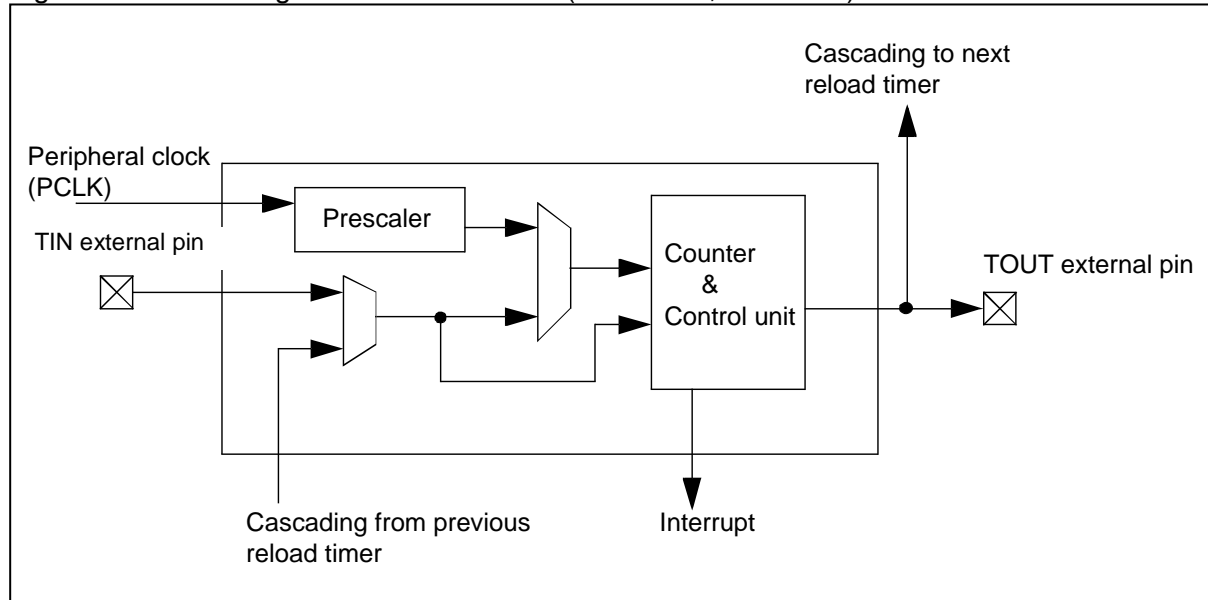 Cascading to next
reload timer
Peripheral clock
(PCLK)
Prescaler
TIN external pin
Counter
&
Control unit
TOUT external pin
Cascading from previous
reload timer
Interrupt